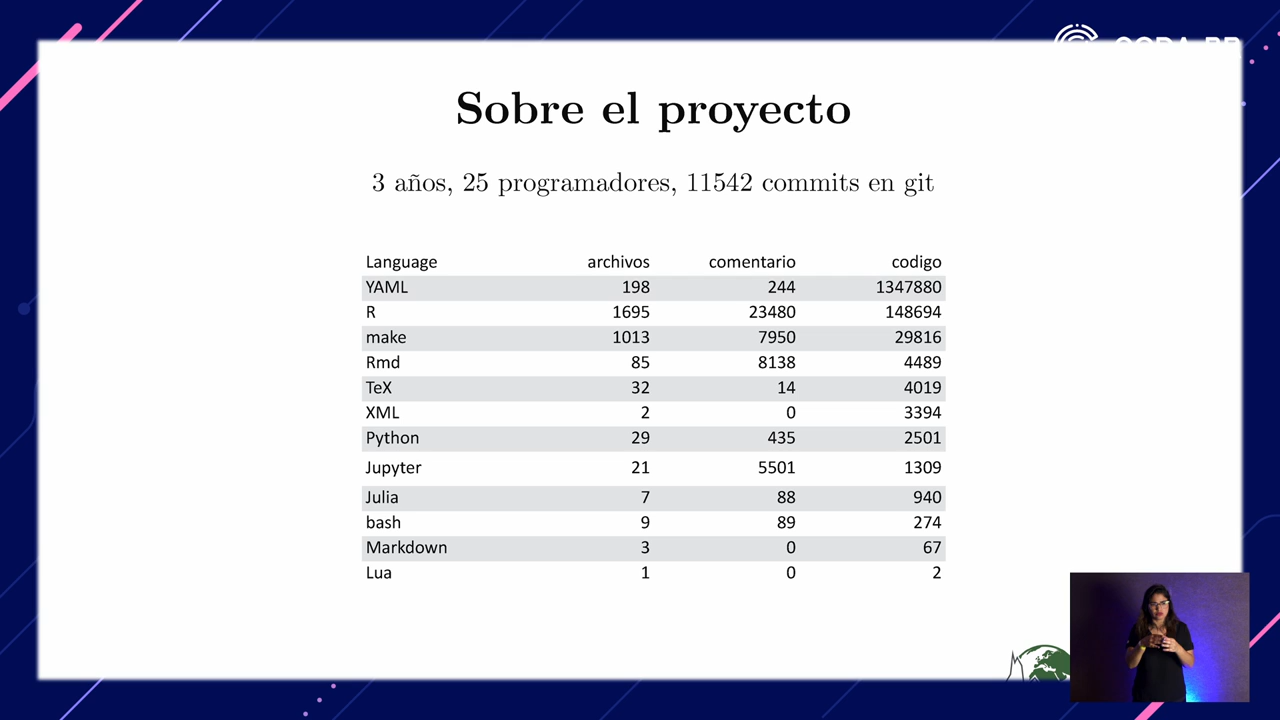 Sobre el proyecto
3 años, 25 programadores, 11542 commits en git
Language archivos comentario codigo
YAML 198 244 1347880
R 1695 23480 148694
make 1013 7950 29816
Rmd 85 8138 4489
TeX 32 14 4019
XML 2 0 3394
Python 29 435 2501
Jupyter 21 5501 1309
Julia 7 88 940
bash 9 89 274
Markdown 3 0 67
Lua 1 0 2